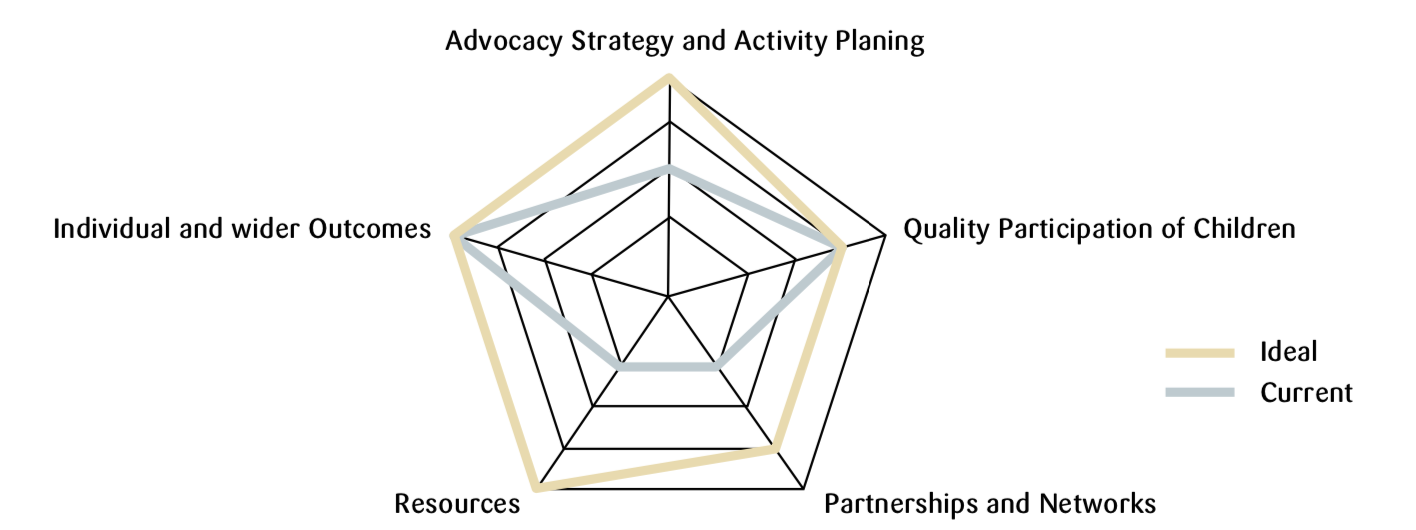 Advocacy Strategy and Activity Planing
Individual and wider Outcomes
Quality Participation of Children
Ideal
Current
Resources
Partnerships and Networks